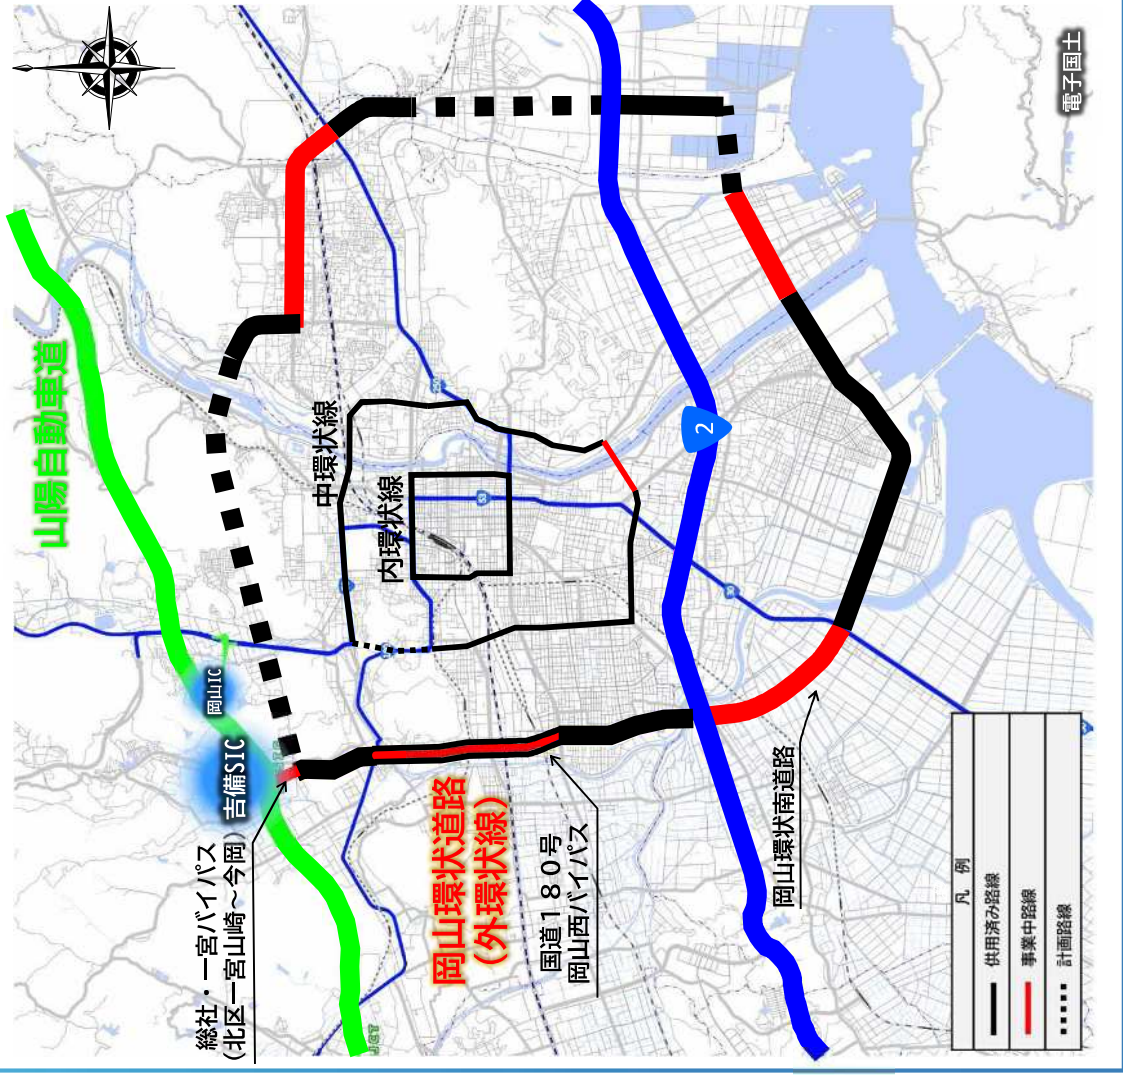 電子国土
山陽自動車道
中環状線
内環状線
岡山IC
吉備SIC
総社・一宮バイパス
(北区一宮山崎～今岡)
岡山環状道路
(外環状線)
国道180号
岡山西バイパス
岡山環状南道路
2
250
53
30
凡 例
供用済み路線
事業中路線
計画路線